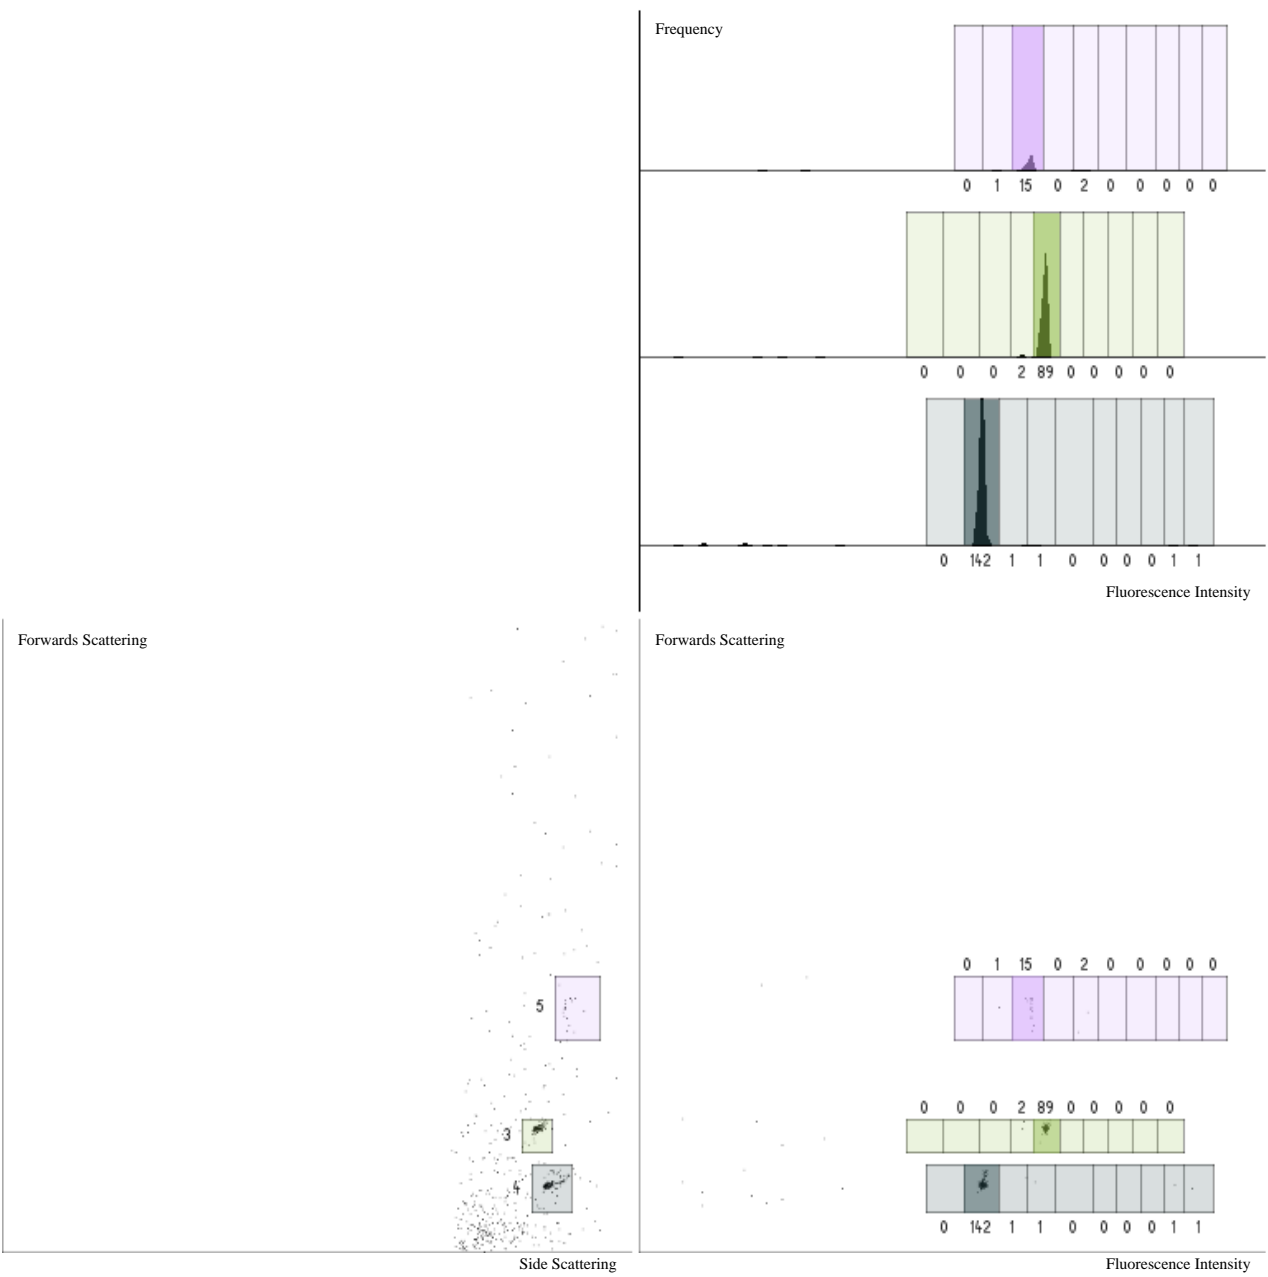 Frequency
0 1 15 0 2 0 0 0 0 0
0 0 0 2 89 0 0 0 0 0
0 142 1 1 0 0 0 0 1 1
Fluorescence Intensity
Forwards Scattering
Forwards Scattering
0 1 15 0 2 0 0 0 0 0
5
0 0 0 2 89 0 0 0 0 0
3
4
0 142 1 1 0 0 0 0 1 1
Side Scattering
Fluorescence Intensity